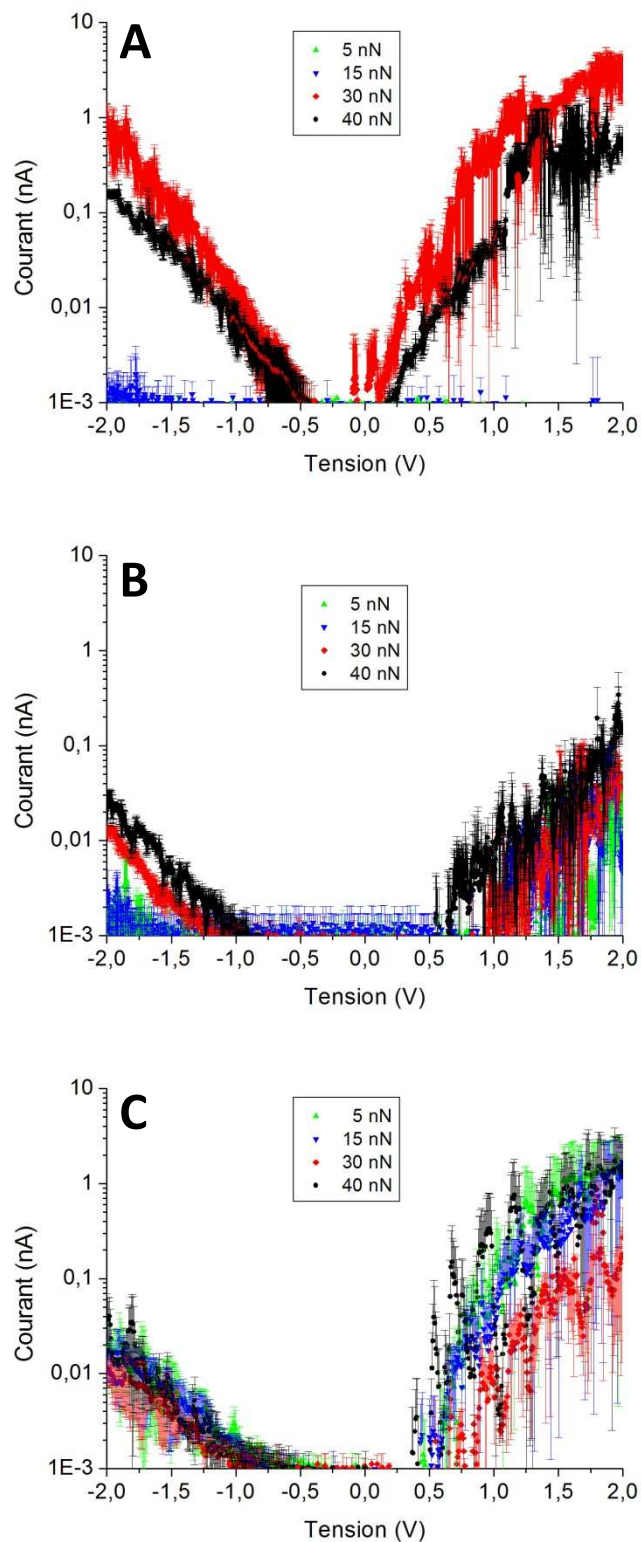 A
5 nN
15 nN
30 nN
40 nN
10
1
0,1
0,01
1E-3
Courant (nA)
-2,0 -1,5 -1,0 -0,5 0,0 0,5 1,0 1,5 2,0
Tension (V)
B
5 nN
15 nN
30 nN
40 nN
10
1
0,1
0,01
1E-3
Courant (nA)
-2,0 -1,5 -1,0 -0,5 0,0 0,5 1,0 1,5 2,0
Tension (V)
C
5 nN
15 nN
30 nN
40 nN
10
1
0,1
0,01
1E-3
Courant (nA)
-2,0 -1,5 -1,0 -0,5 0,0 0,5 1,0 1,5 2,0
Tension (V)